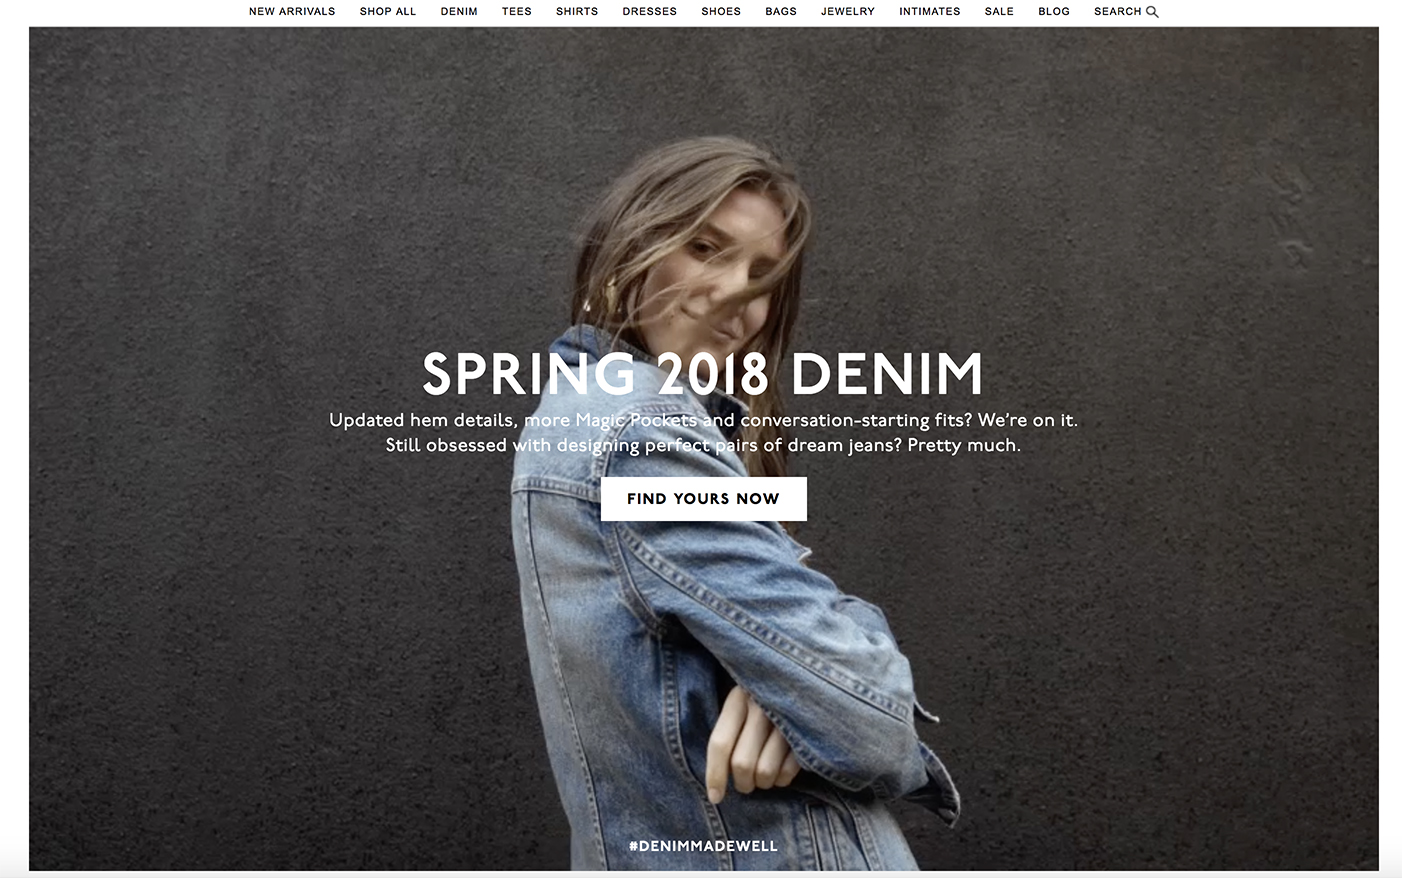 NEW ARRIVALS SHOP ALL DENIM TEES SHIRTS DRESSES SHOES BAGS JEWELRY INTIMATES SALE BLOG SEARCH
SPRING 2018 DENIM
Updated hem details, more Magic Pockets and conversation-starting fits? We’re on it.
Still obsessed with designing perfect pairs of dream jeans? Pretty much.
FIND YOURS NOW
#DENIMMADEWELL